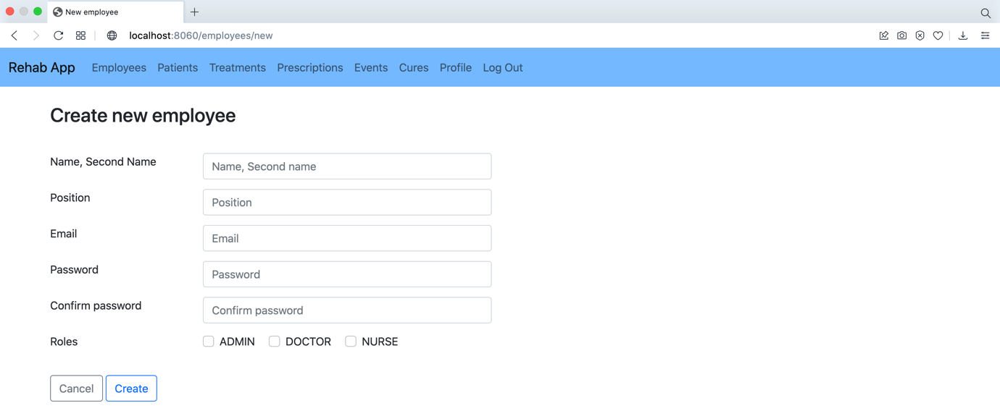 New employee
localhost:8060/employees/new
Rehab App Employees Patients Treatments Prescriptions Events Cures Profile Log Out
Create new employee
Name, Second Name Name, Second name
Position Position
Email Email
Password Password
Confirm password Confirm password
Roles ADMIN DOCTOR NURSE
Cancel Create